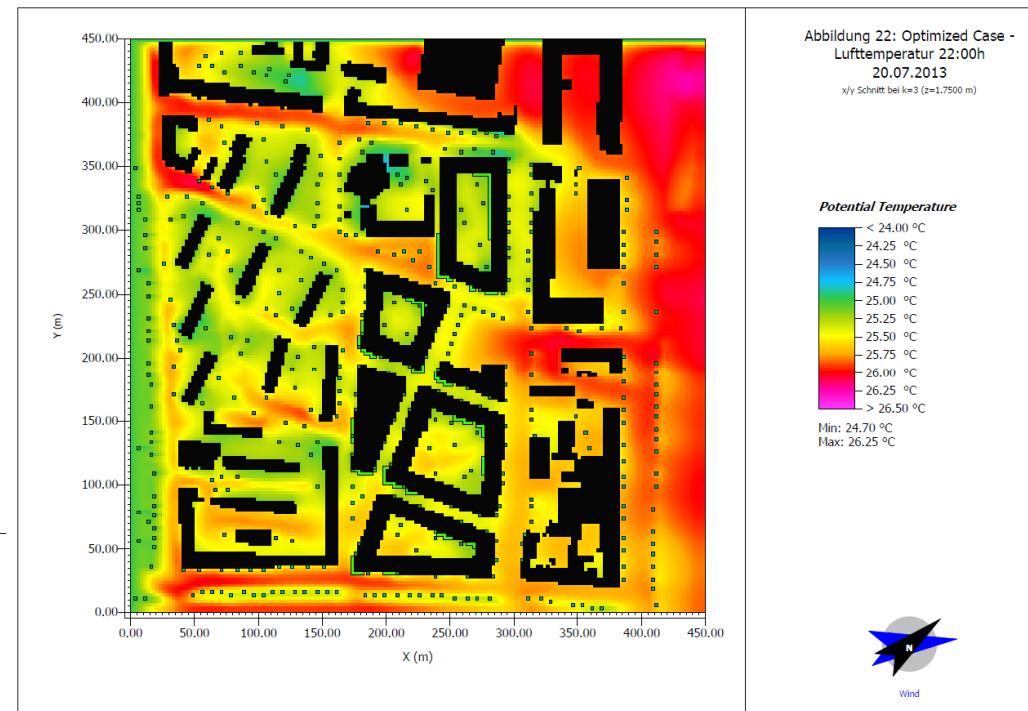 Abbildung 22: Optimized Case -
Lufttemperatur 22:00h
20.07.2013
x/y Schnitt bei k=3 (z=1.7500 m)
450.00
400.00
350.00
300.00
250.00
200.00
150.00
100.00
50.00
0.00
Y (m)
0.00 50.00 100.00 150.00 200.00 250.00 300.00 350.00 400.00 450.00
X (m)
Potential Temperature
< 24.00 °C
24.25 °C
24.50 °C
24.75 °C
25.00 °C
25.25 °C
25.50 °C
25.75 °C
26.00 °C
26.25 °C
> 26.50 °C
Min: 24.70 °C
Max: 26.25 °C
N
Wind